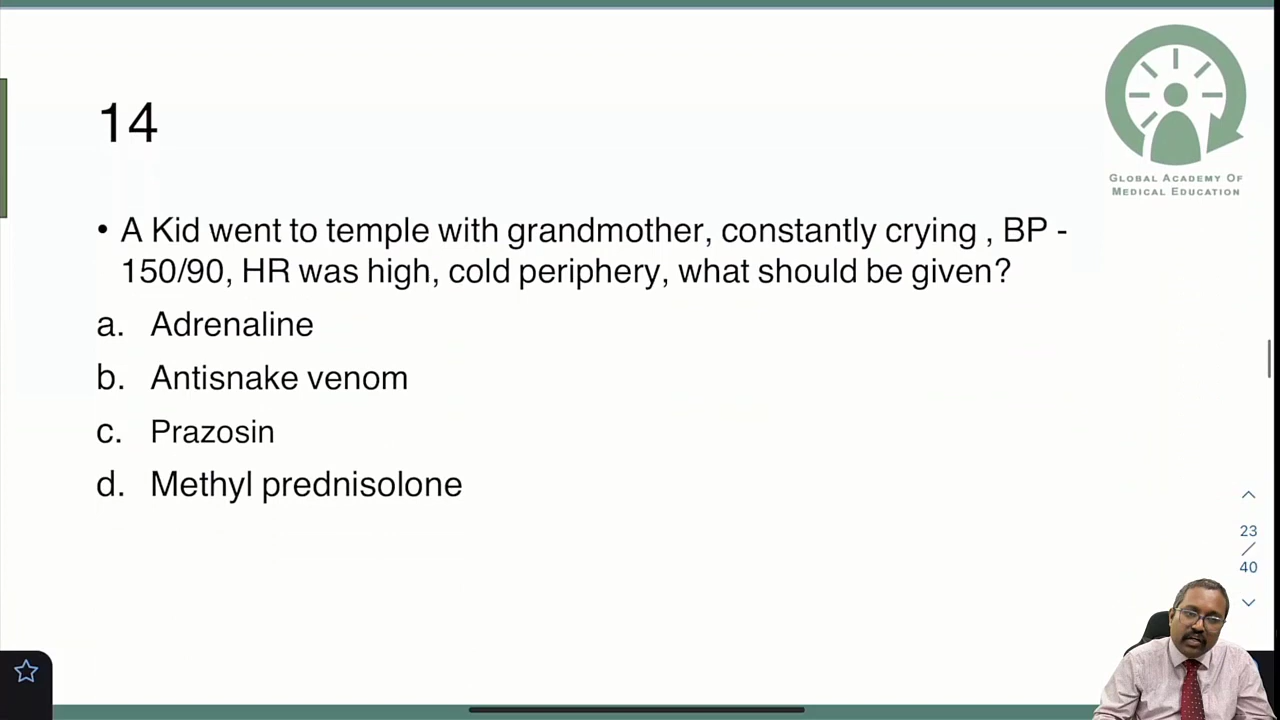 GLOBAL ACADEMY OF
MEDICAL EDUCATION
14
• A Kid went to temple with grandmother, constantly crying , BP -
150/90, HR was high, cold periphery, what should be given?
a. Adrenaline
b. Antisnake venom
c. Prazosin
d. Methyl prednisolone
23
/
40